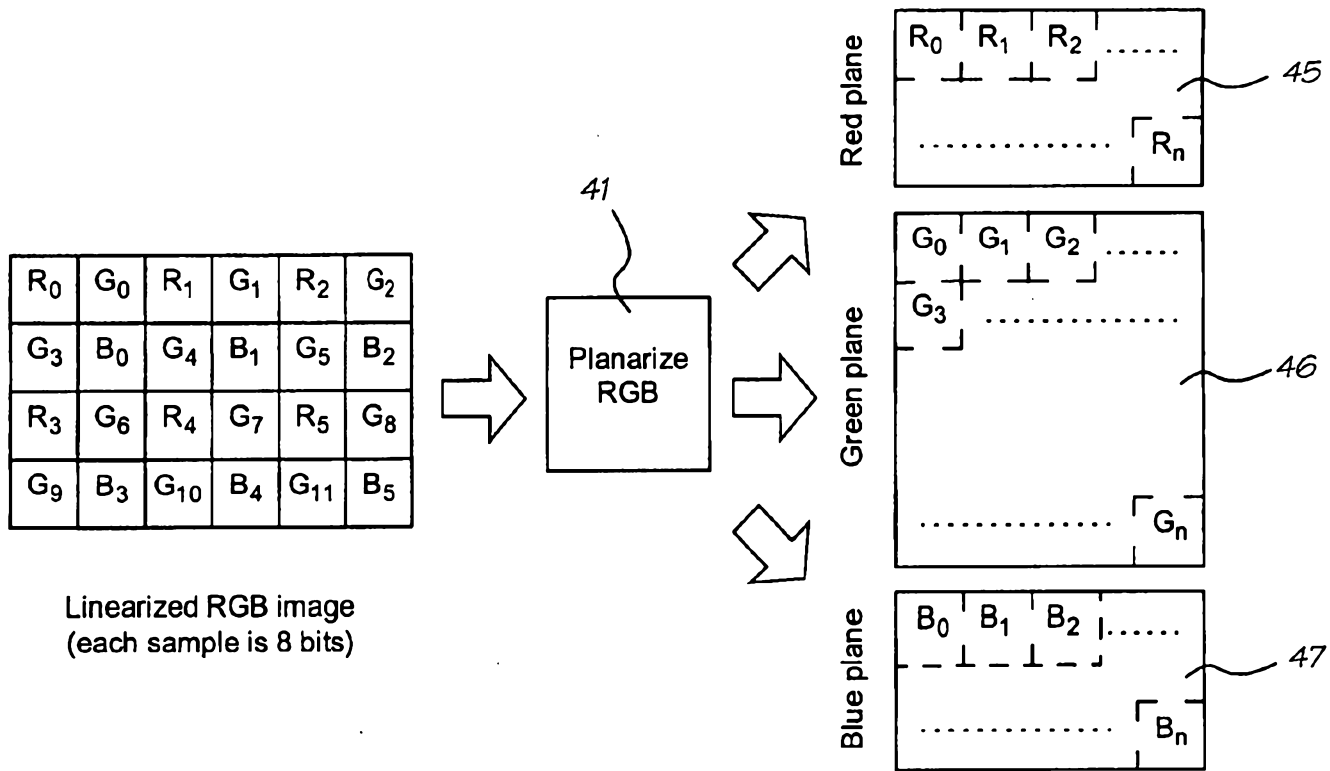 R0 G0 R1 G1 R2 G2
G3 B0 G4 B1 G5 B2
R3 G6 R4 G7 R5 G8
G9 B3 G10 B4 G11 B5
Linearized RGB image
(each sample is 8 bits)
41
Planarize
RGB
Red plane
R0 R1 R2 ......
................ Rn
45
Green plane
G0 G1 G2 ......
G3 ................
................ Gn
46
Blue plane
B0 B1 B2 ......
................ Bn
47